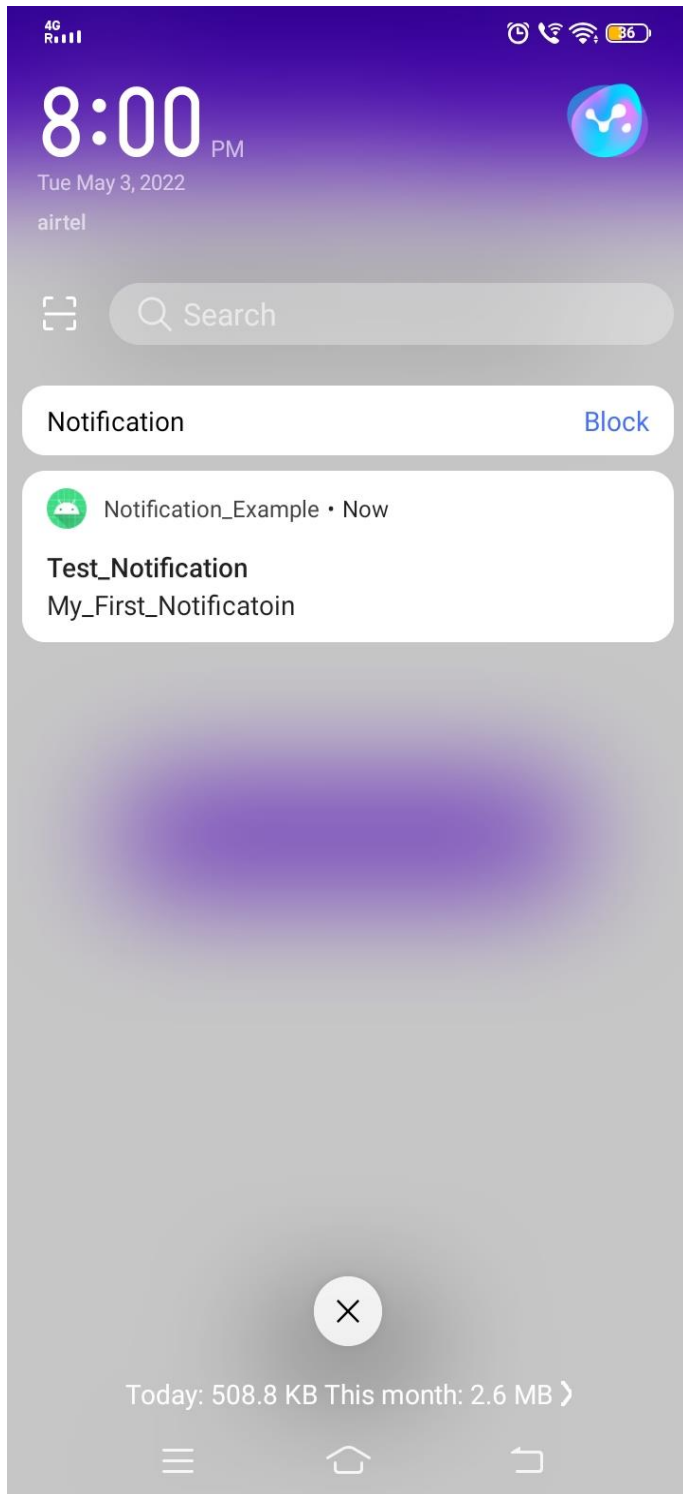 4G
R
36
8:00 PM
Tue May 3, 2022
airtel
Search
Notification Block
Notification_Example • Now
Test_Notification
My_First_Notificatoin
Today: 508.8 KB This month: 2.6 MB